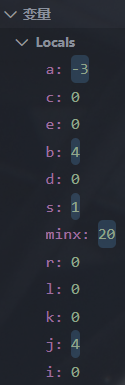 变量
Locals
a: -3
c: 0
e: 0
b: 4
d: 0
s: 1
minx: 20
r: 0
l: 0
k: 0
j: 4
i: 0